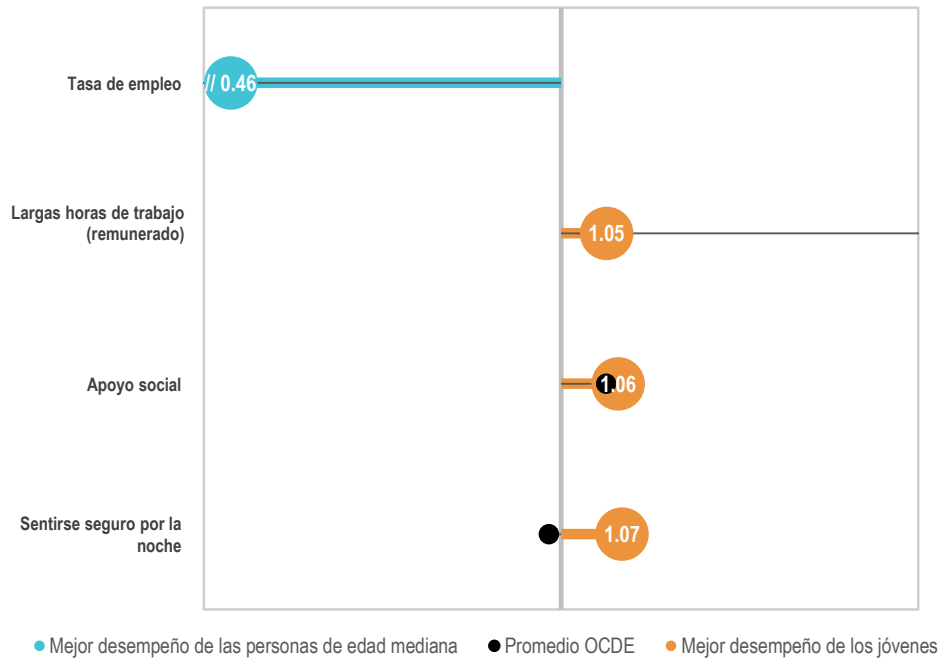 Tasa de empleo
// 0.46
Largas horas de trabajo
(remunerado)
1.05
Apoyo social
1.06
Sentirse seguro por la
noche
1.07
Mejor desempeño de las personas de edad mediana
Promedio OCDE
Mejor desempeño de los jóvenes